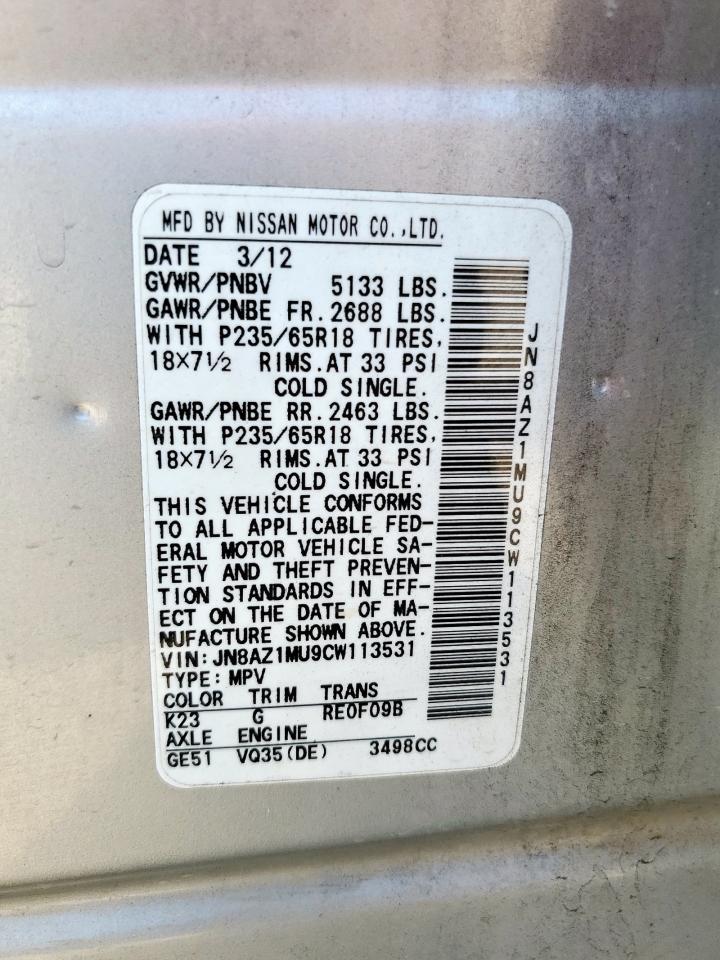 MFD BY NISSAN MOTOR CO.,LTD.
DATE 3/12
GVWR/PNBV 5133 LBS.
GAWR/PNBE FR. 2688 LBS.
WITH P235/65R18 TIRES,
18×7½ RIMS. AT 33 PSI
COLD SINGLE.
GAWR/PNBE RR. 2463 LBS.
WITH P235/65R18 TIRES,
18×7½ RIMS. AT 33 PSI
COLD SINGLE.
THIS VEHICLE CONFORMS
TO ALL APPLICABLE FED-
ERAL MOTOR VEHICLE SA-
FETY AND THEFT PREVEN-
TION STANDARDS IN EFF-
ECT ON THE DATE OF MA-
NUFACTURE SHOWN ABOVE.
VIN:JN8AZ1MU9CW113531
TYPE:MPV
COLOR TRIM TRANS
K23 G RE0F09B
AXLE ENGINE
GE51 VQ35(DE) 3498CC
JN8AZ1MU9CW113531